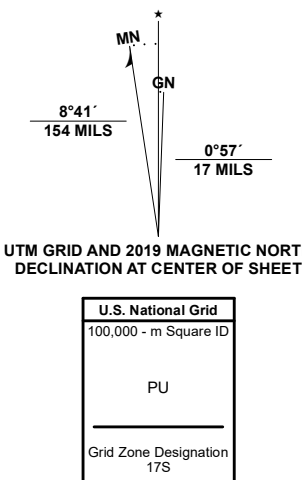 ★
MN
GN
8°41´
154 MILS
0°57´
17 MILS
UTM GRID AND 2019 MAGNETIC NORT
DECLINATION AT CENTER OF SHEET
U.S. National Grid
100,000 - m Square ID
PU
Grid Zone Designation
17S